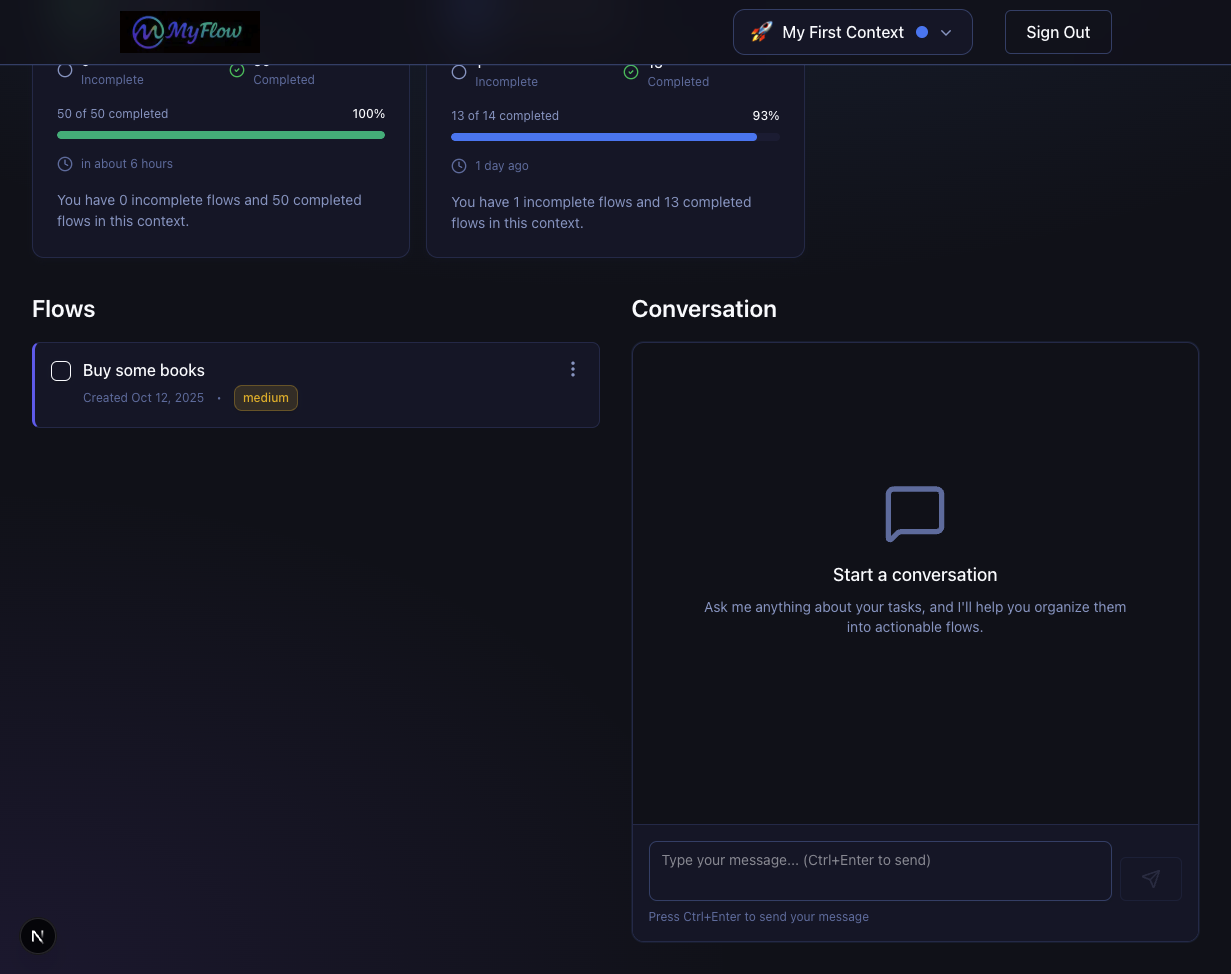 MyFlow
🚀 My First Context
Sign Out
Incomplete
Completed
50 of 50 completed
100%
in about 6 hours
You have 0 incomplete flows and 50 completed
flows in this context.
Incomplete
Completed
13 of 14 completed
93%
1 day ago
You have 1 incomplete flows and 13 completed
flows in this context.
Flows
Buy some books
Created Oct 12, 2025 · medium
Conversation
Start a conversation
Ask me anything about your tasks, and I'll help you organize them
into actionable flows.
Type your message... (Ctrl+Enter to send)
Press Ctrl+Enter to send your message
N